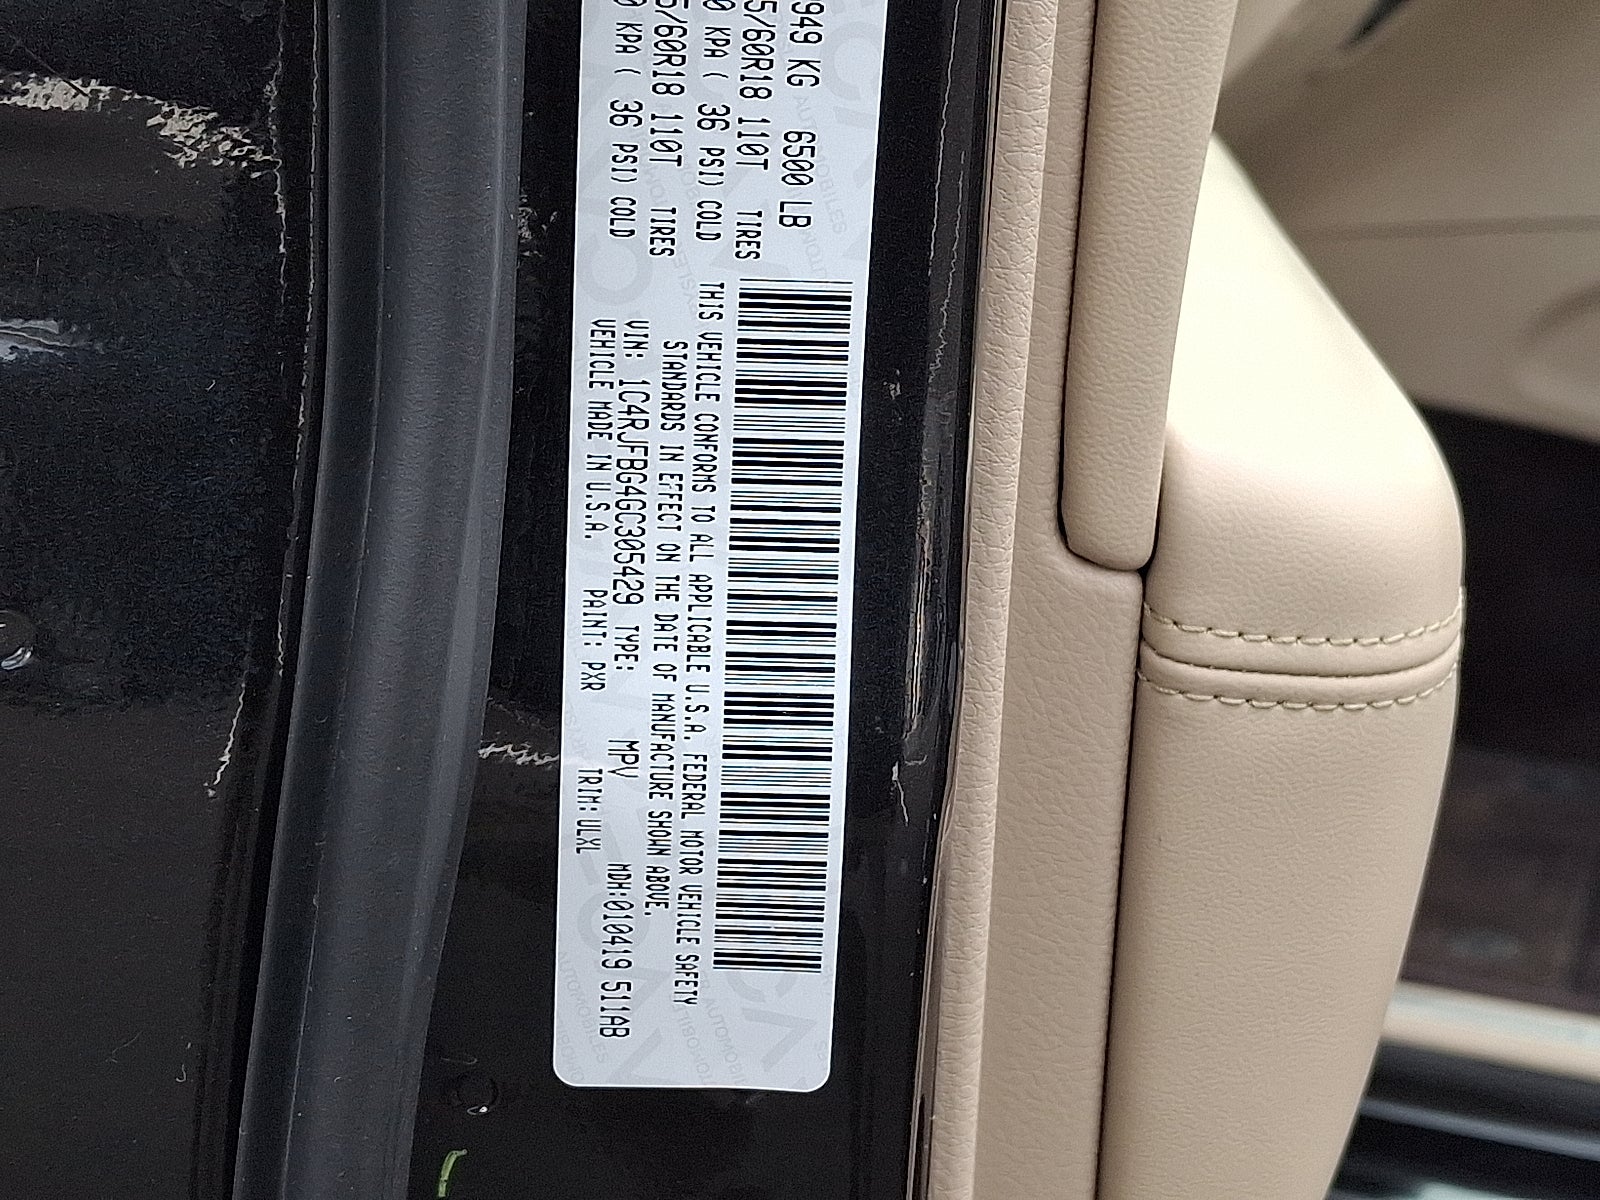 949 KG 6500 LB
5/60R18 110T TIRES
0 KPA ( 36 PSI) COLD
5/60R18 110T TIRES
0 KPA ( 36 PSI) COLD
THIS VEHICLE CONFORMS TO ALL APPLICABLE U.S.A. FEDERAL MOTOR VEHICLE SAFETY
STANDARDS IN EFFECT ON THE DATE OF MANUFACTURE SHOWN ABOVE.
VIN: 1C4RJFBG4GC305429 TYPE: MPV MDH:010419 511AB
VEHICLE MADE IN U.S.A. PAINT: PXR TRIM:ULXL